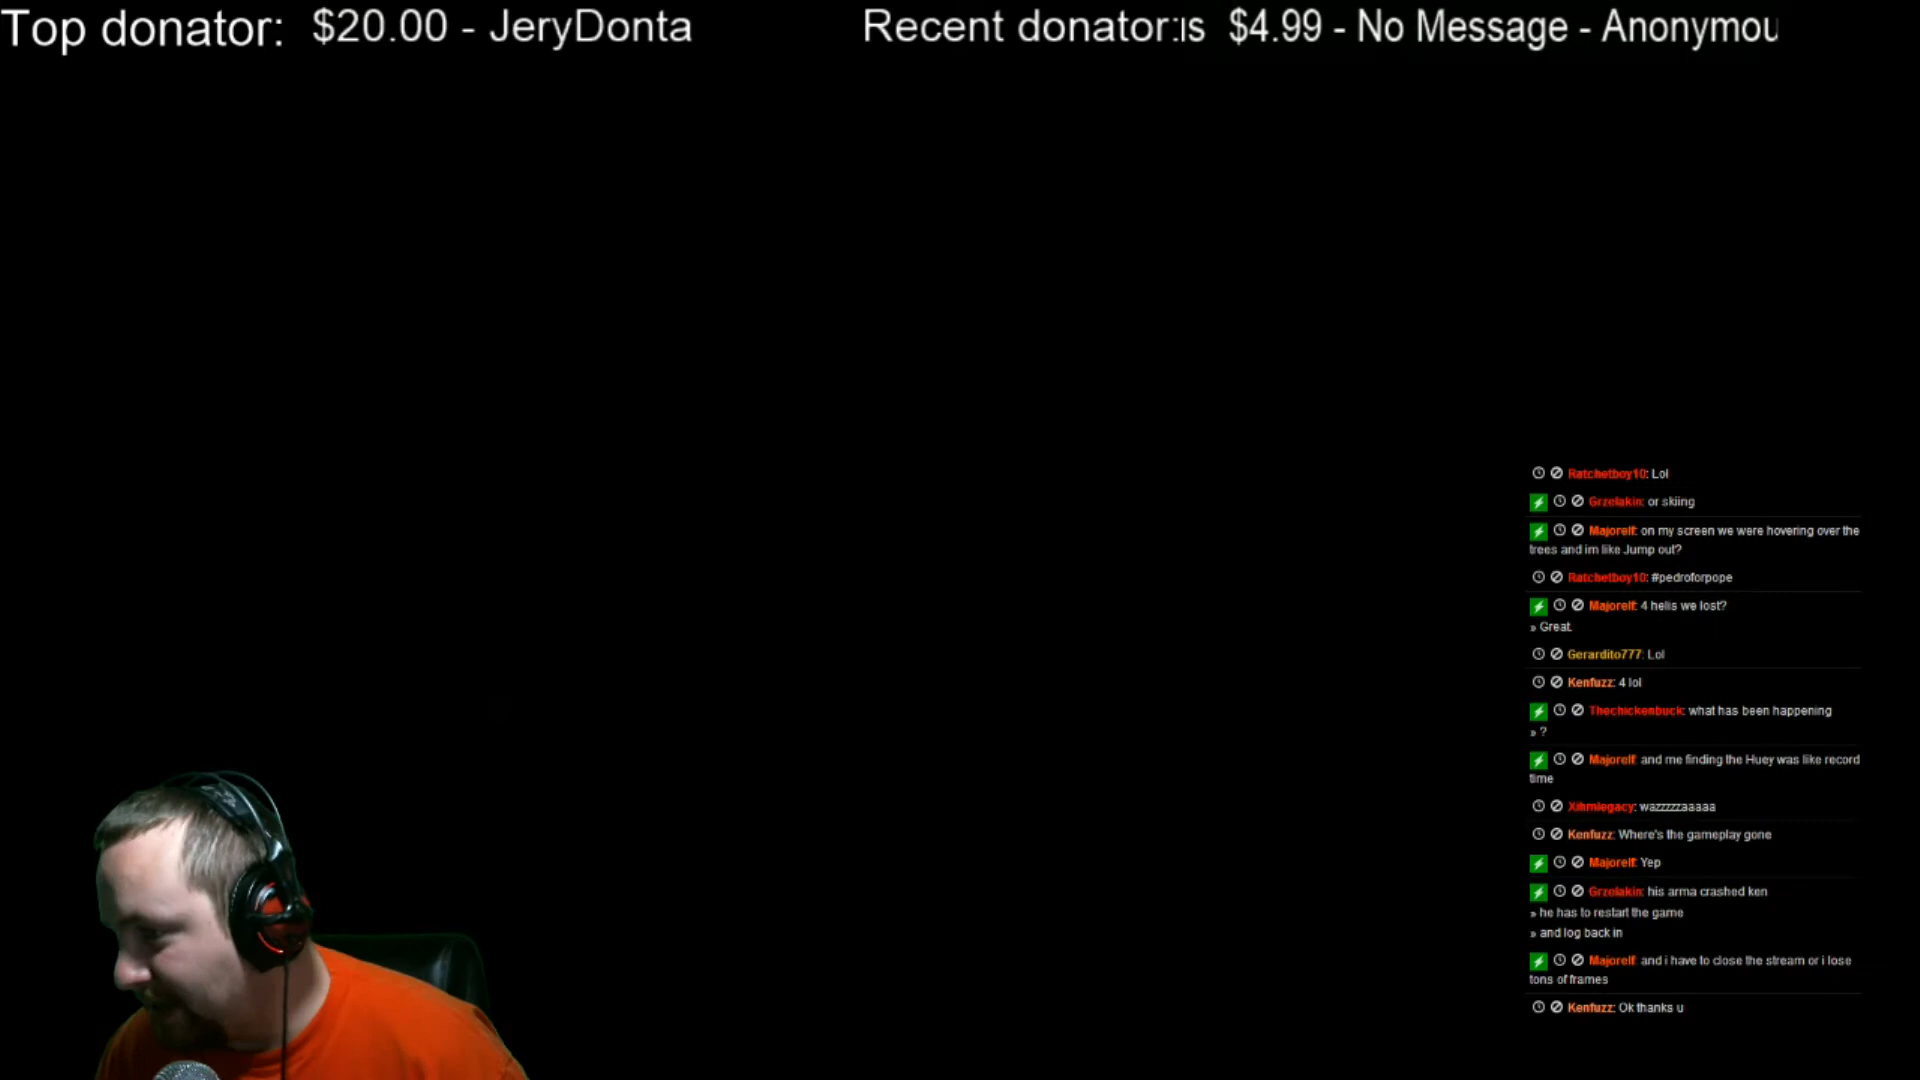 Top donator: $20.00 - JeryDonta
Recent donator: us $4.99 - No Message - Anonymou
Ratchetboy10: Lol
Grzelakin: or skiing
Majorelf: on my screen we were hovering over the
trees and im like Jump out?
Ratchetboy10: #pedroforpope
Majorelf: 4 helis we lost?
» Great.
Gerardito777: Lol
Kenfuzz: 4 lol
Thechickenbuck: what has been happening
» ?
Majorelf: and me finding the Huey was like record
time
Xihmlegacy: wazzzzzaaaaa
Kenfuzz: Where's the gameplay gone
Majorelf: Yep
Grzelakin: his arma crashed ken
» he has to restart the game
» and log back in
Majorelf: and i have to close the stream or i lose
tons of frames
Kenfuzz: Ok thanks u